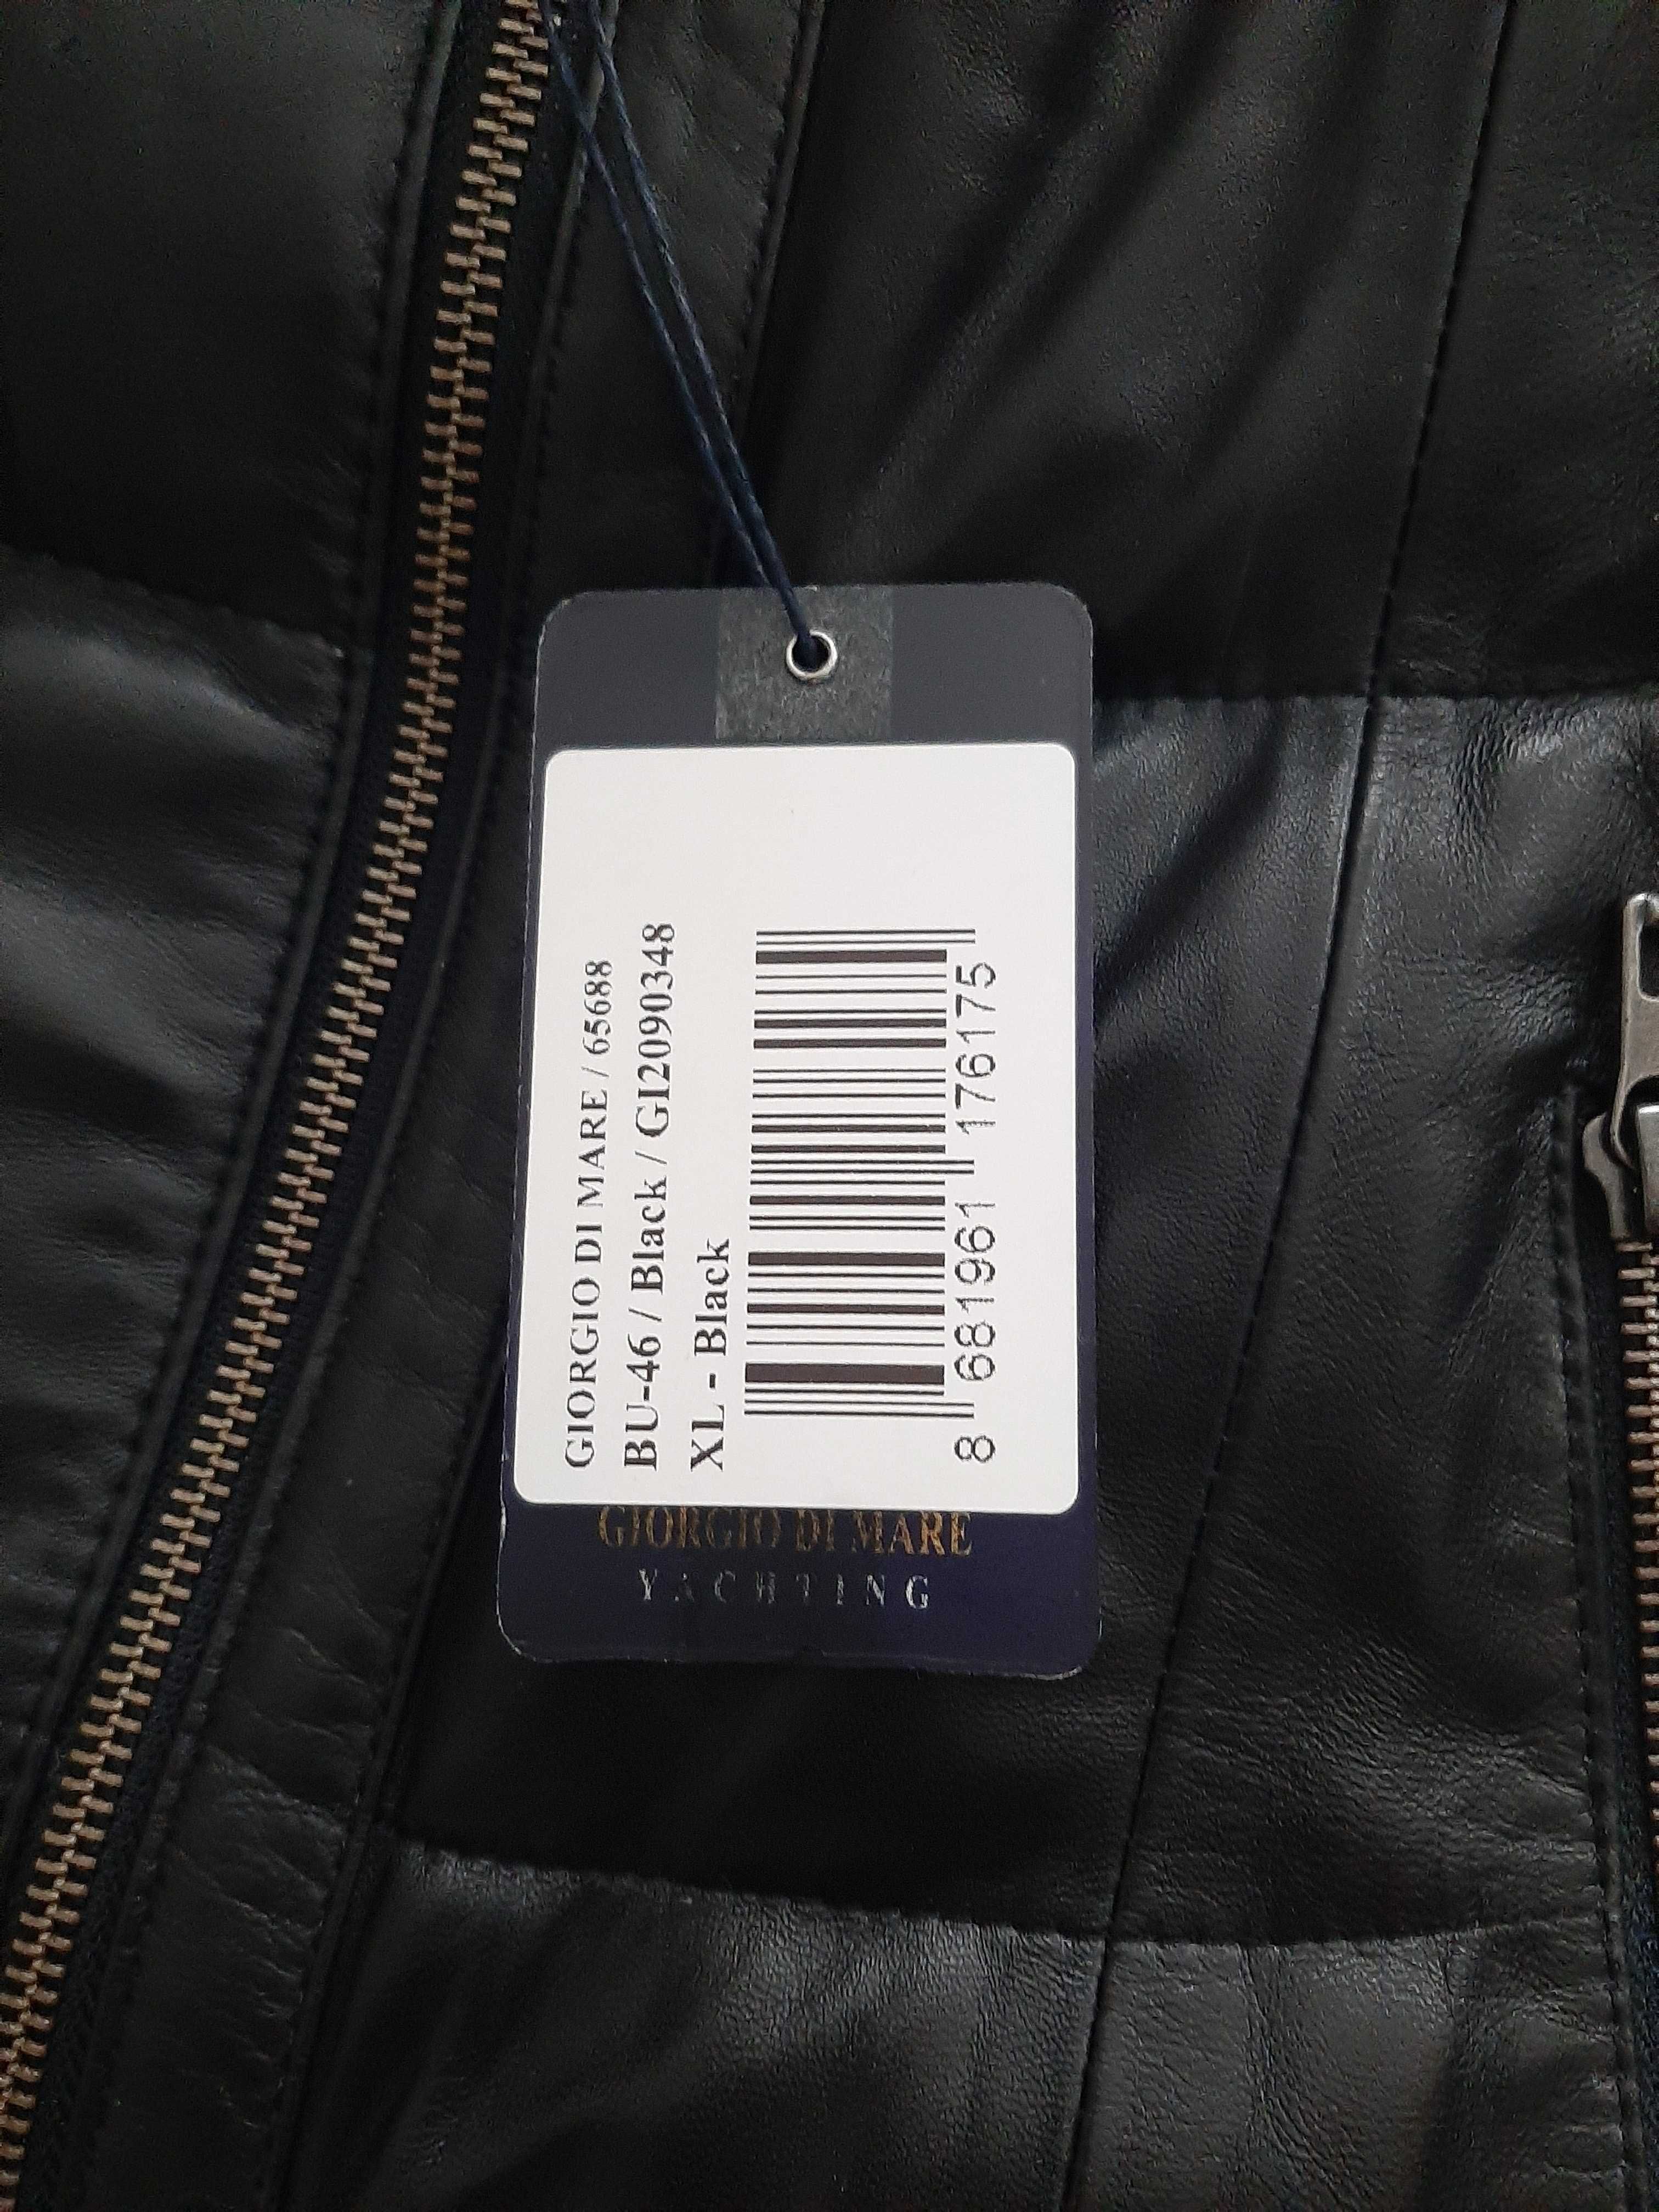 GIORGIO DI MARE / 65688
BU-46 / Black / GI2090348
XL - Black
8 681961 176175
GIORGIO DI MARE
YACHTING